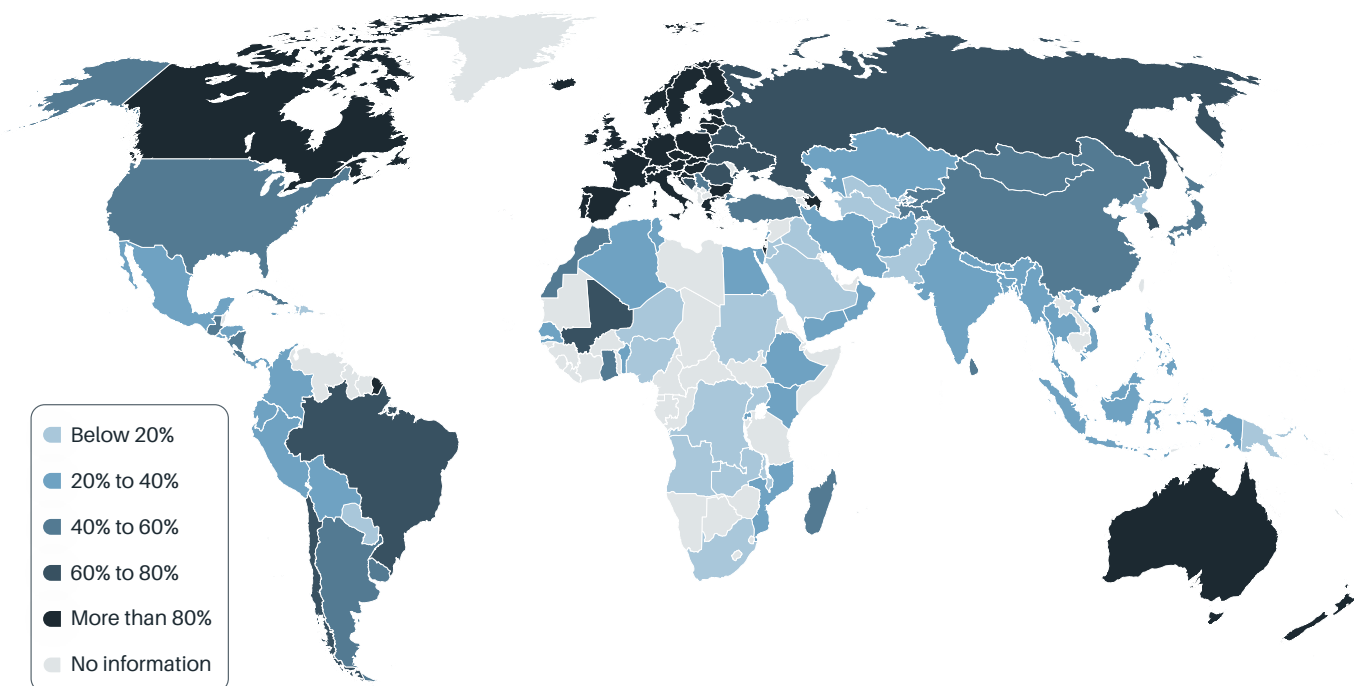 Below 20%
20% to 40%
40% to 60%
60% to 80%
More than 80%
No information